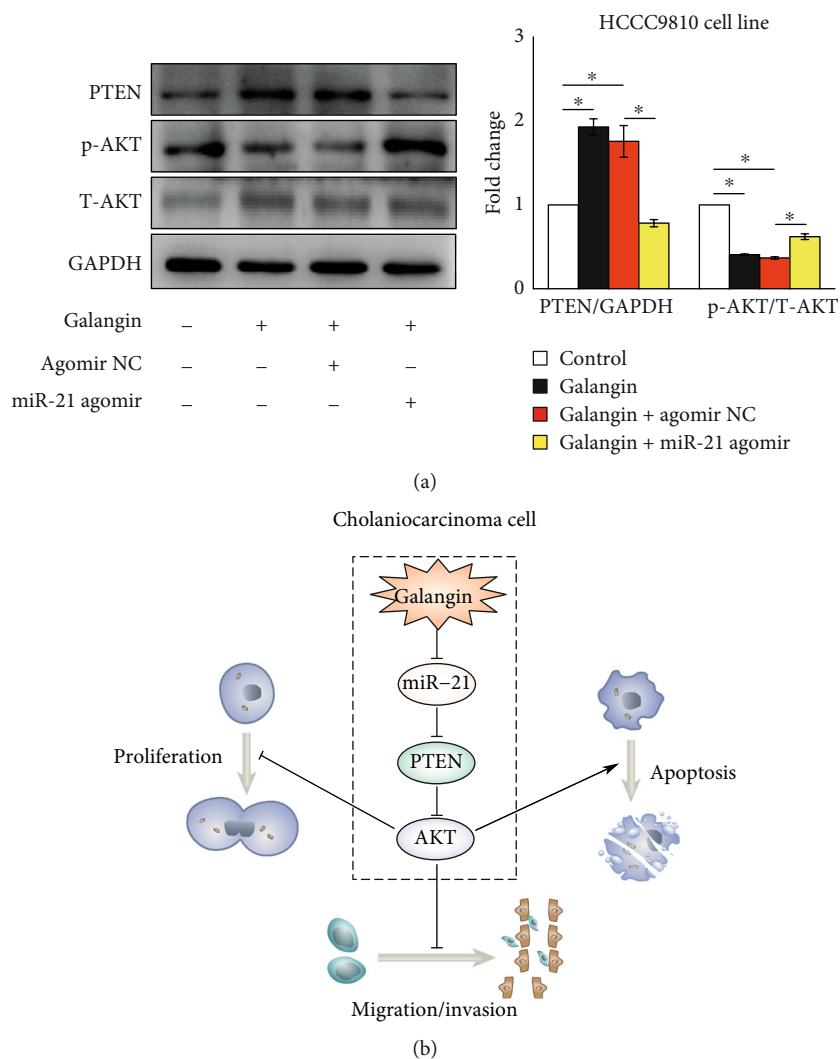 HCCC9810 cell line
PTEN
p-AKT
T-AKT
GAPDH
Galangin – + + +
Agomir NC – – + –
miR-21 agomir – – – +
Fold change
3
2
1
0
* * * * * *
PTEN/GAPDH p-AKT/T-AKT
Control
Galangin
Galangin + agomir NC
Galangin + miR-21 agomir
(a)
Cholaniocarcinoma cell
Galangin
miR–21
PTEN
AKT
Proliferation
Apoptosis
Migration/invasion
(b)